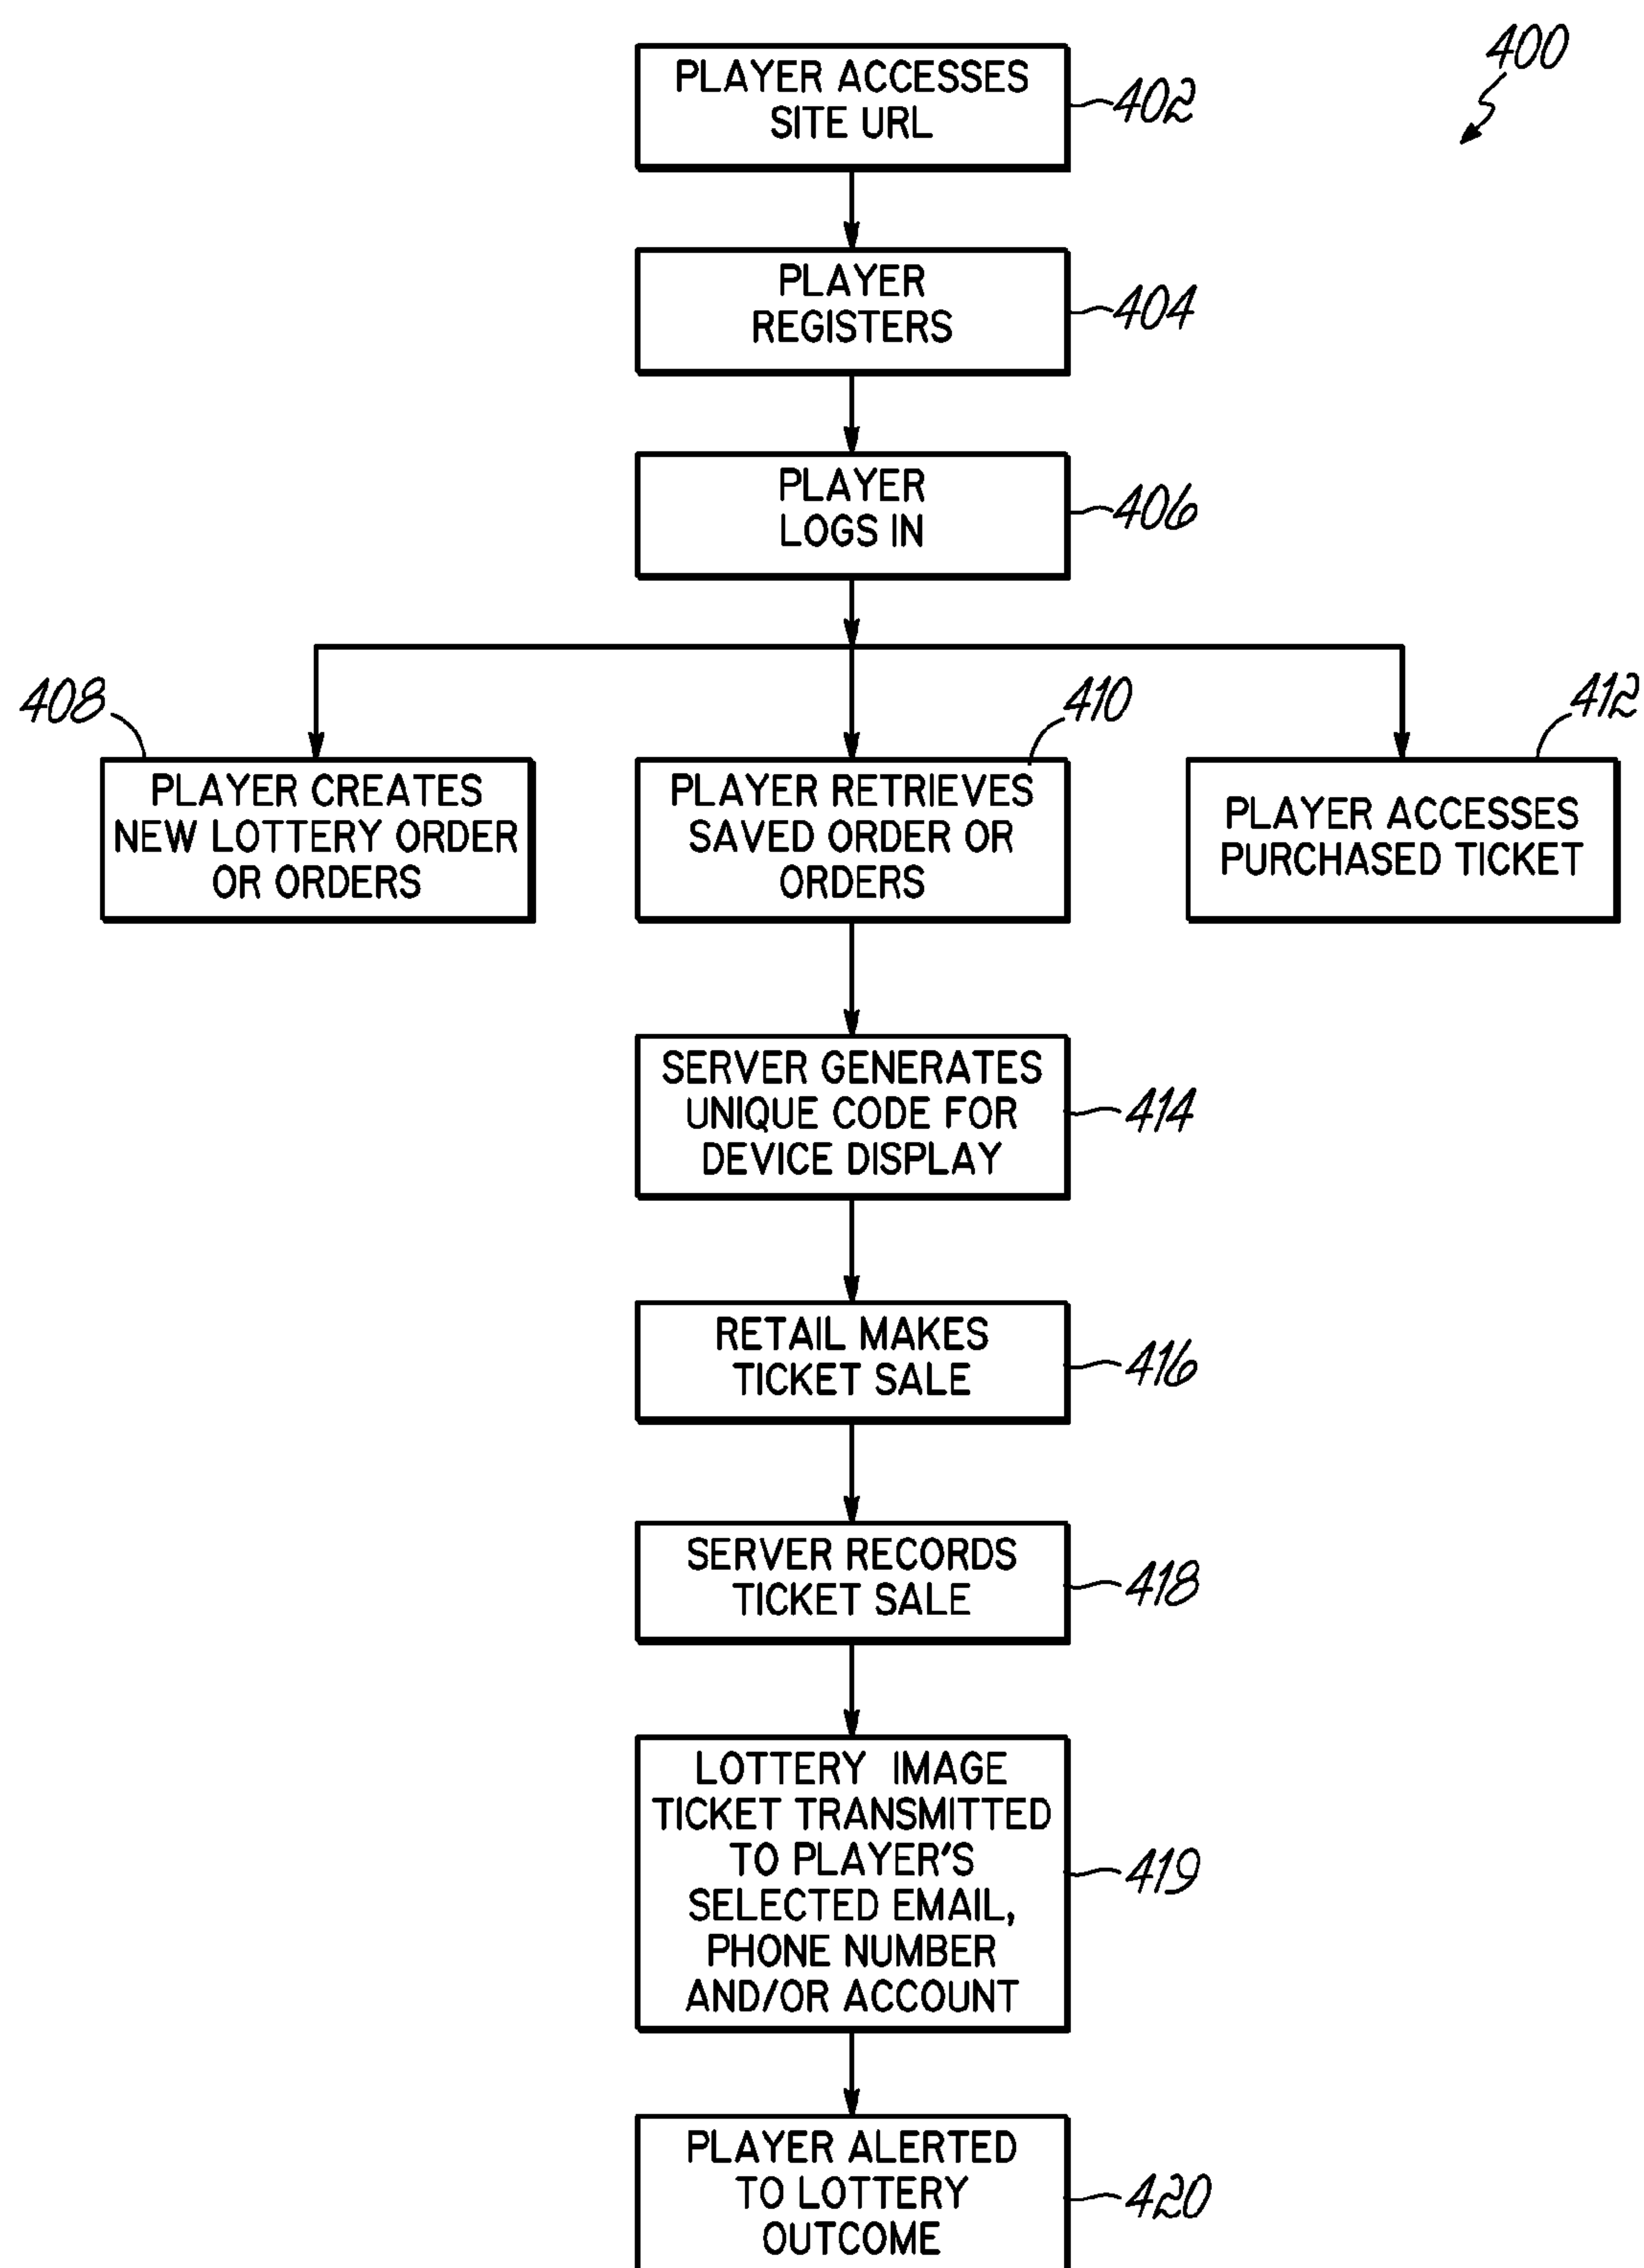 400
PLAYER ACCESSES
SITE URL
402
PLAYER
REGISTERS
404
PLAYER
LOGS IN
406
408
PLAYER CREATES
NEW LOTTERY ORDER
OR ORDERS
410
PLAYER RETRIEVES
SAVED ORDER OR
ORDERS
412
PLAYER ACCESSES
PURCHASED TICKET
SERVER GENERATES
UNIQUE CODE FOR
DEVICE DISPLAY
414
RETAIL MAKES
TICKET SALE
416
SERVER RECORDS
TICKET SALE
418
LOTTERY IMAGE
TICKET TRANSMITTED
TO PLAYER'S
SELECTED EMAIL,
PHONE NUMBER
AND/OR ACCOUNT
419
PLAYER ALERTED
TO LOTTERY
OUTCOME
420